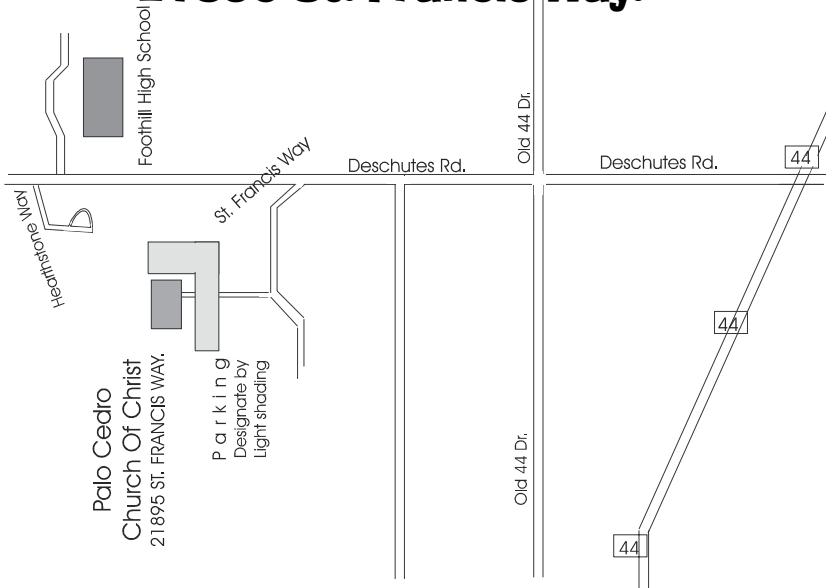 Foothill High School
Old 44 Dr.
St. Francis Way
Deschutes Rd.
Deschutes Rd.
44
Hearthstone Way
44
Palo Cedro
Church Of Christ
21895 ST. FRANCIS WAY.
Parking
Designate by
Light shading
Old 44 Dr.
44